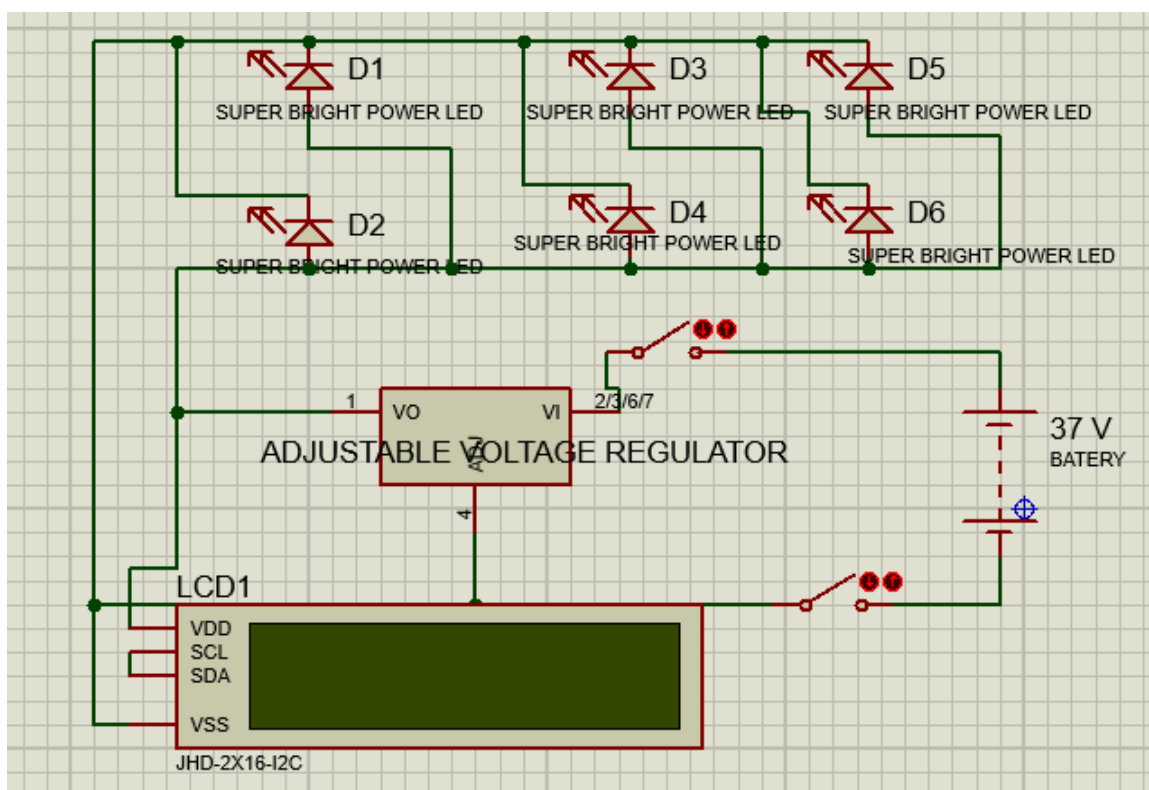 D1
SUPER BRIGHT POWER LED
D3
SUPER BRIGHT POWER LED
D5
SUPER BRIGHT POWER LED
D2
SUPER BRIGHT POWER LED
D4
SUPER BRIGHT POWER LED
D6
SUPER BRIGHT POWER LED
1
VO
VI
2/3/6/7
ADJ
ADJUSTABLE VOLTAGE REGULATOR
4
37 V
BATERY
LCD1
VDD
SCL
SDA
VSS
JHD-2X16-I2C